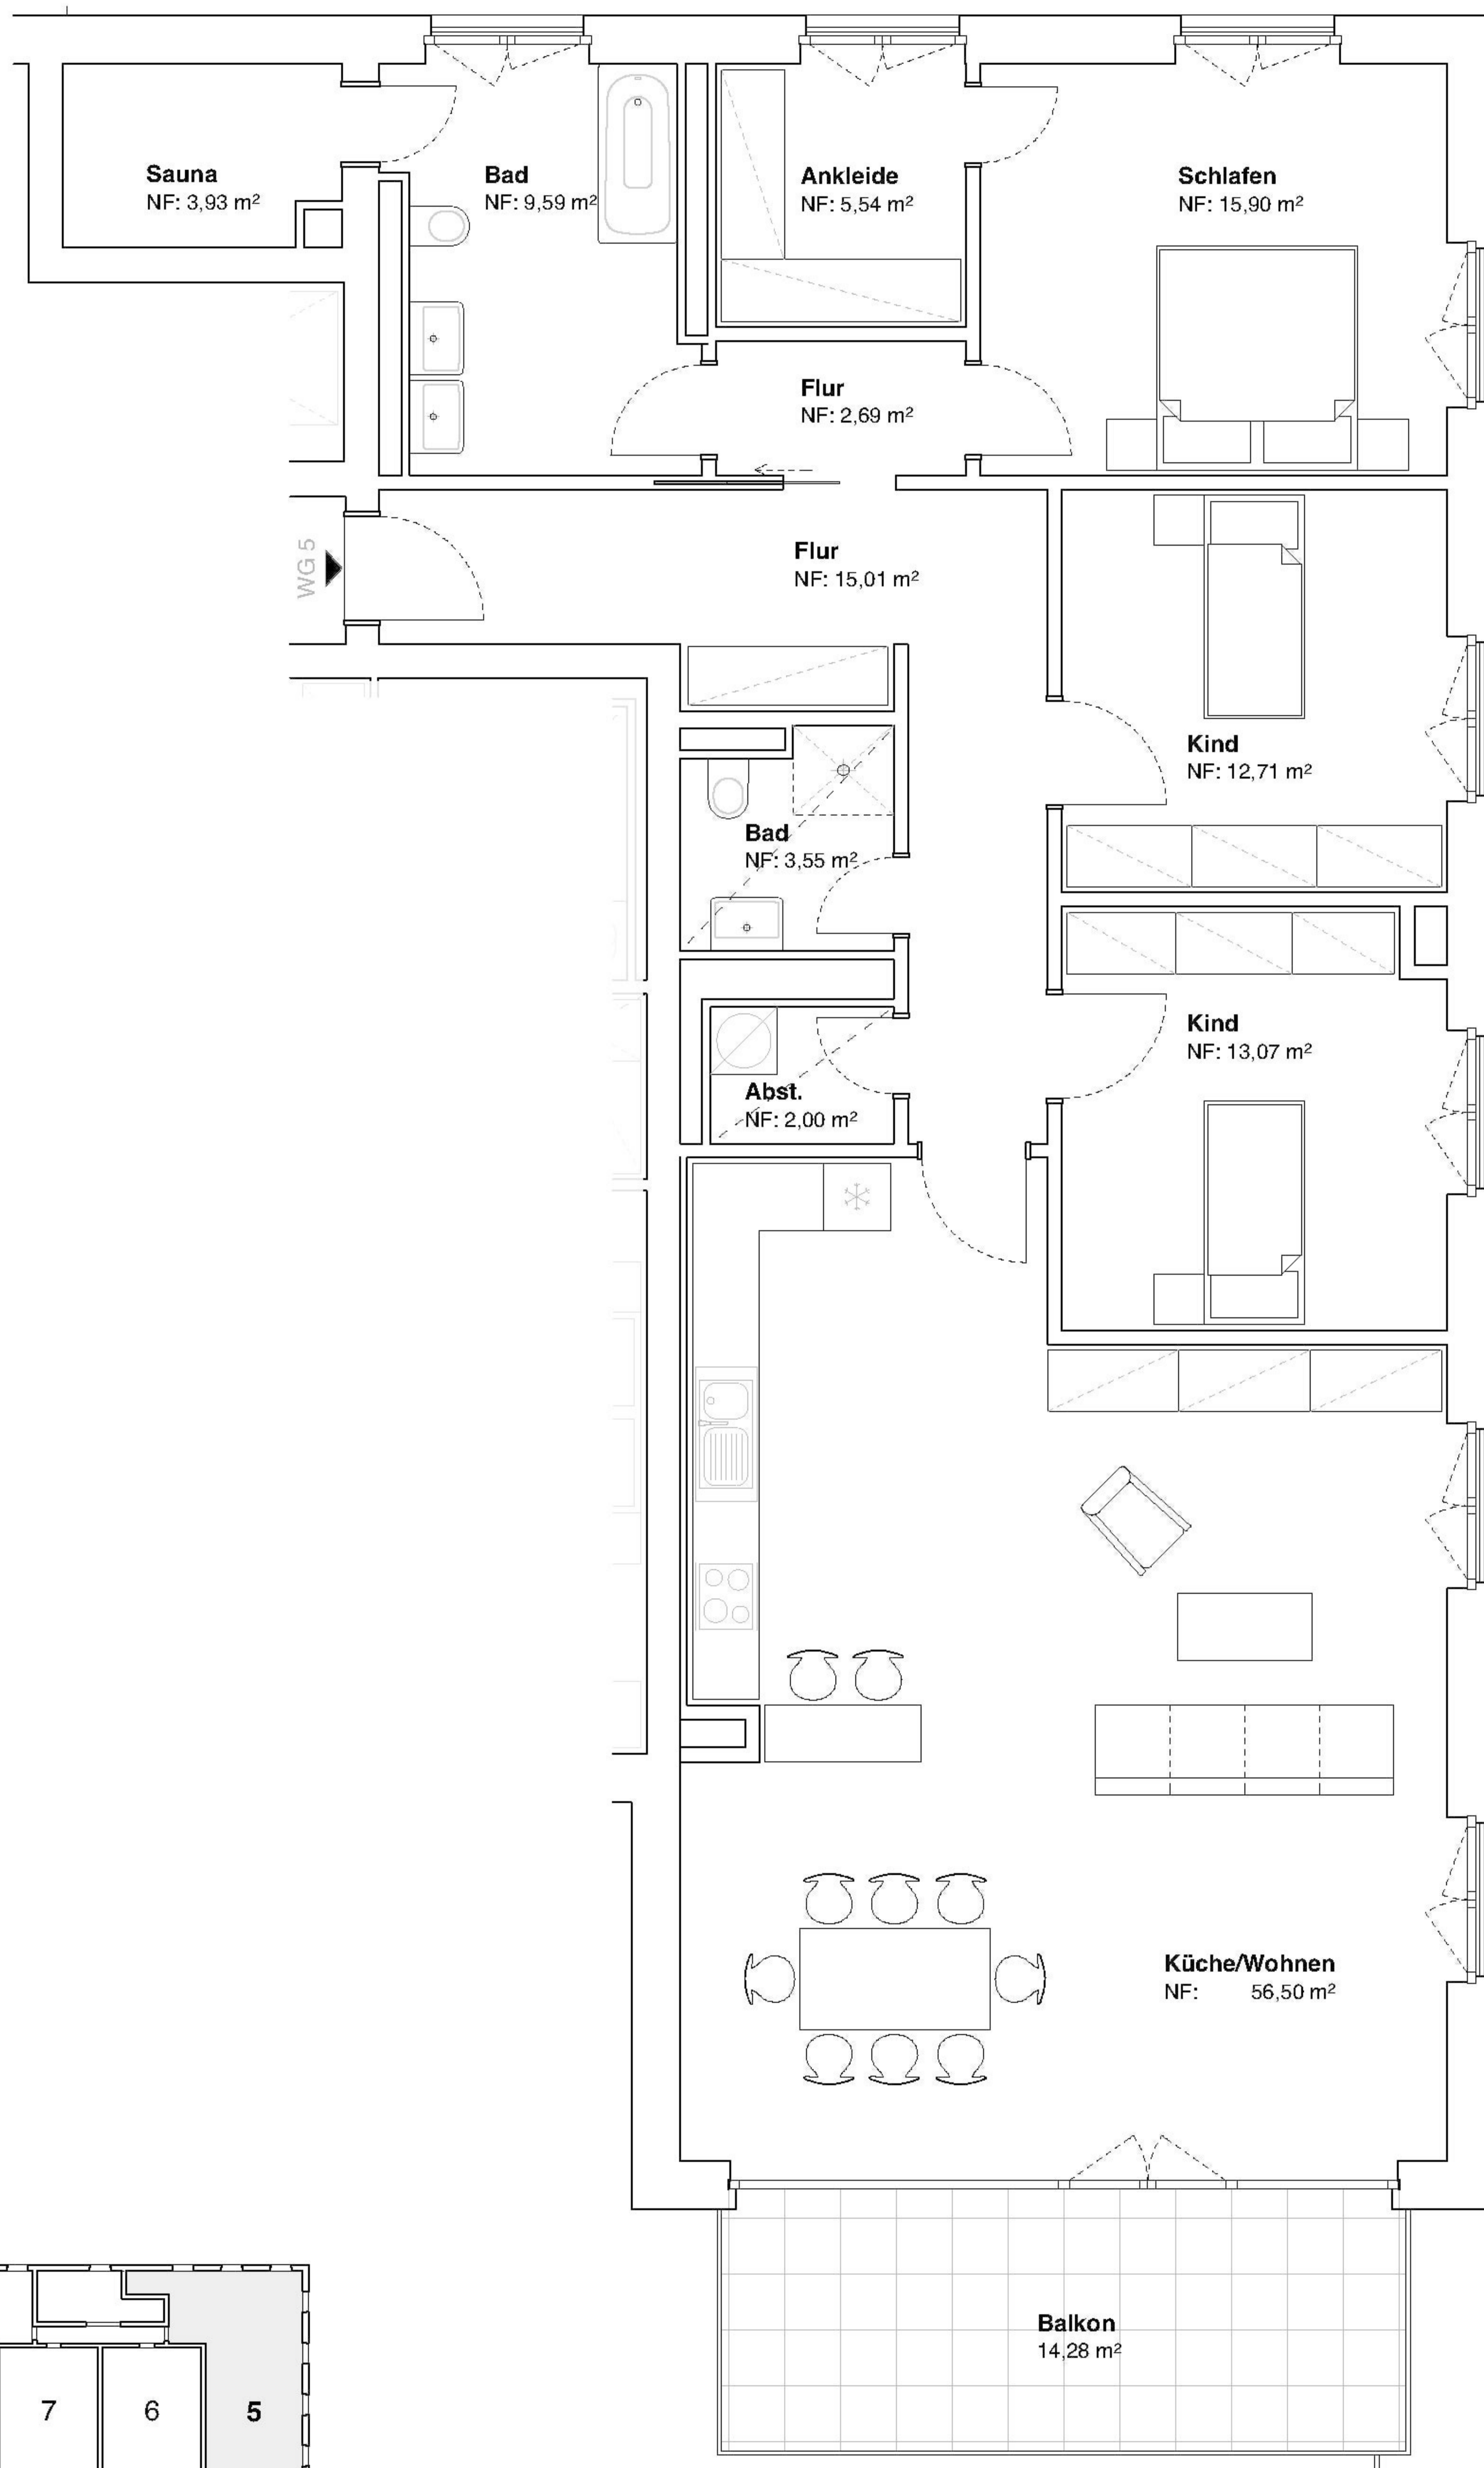 Sauna
NF: 3,93 m²
Bad
NF: 9,59 m²
Ankleide
NF: 5,54 m²
Schlafen
NF: 15,90 m²
Flur
NF: 2,69 m²
WG 5
Flur
NF: 15,01 m²
Kind
NF: 12,71 m²
Bad
NF: 3,55 m²
Kind
NF: 13,07 m²
Abst.
NF: 2,00 m²
Küche/Wohnen
NF: 56,50 m²
Balkon
14,28 m²
7
6
5